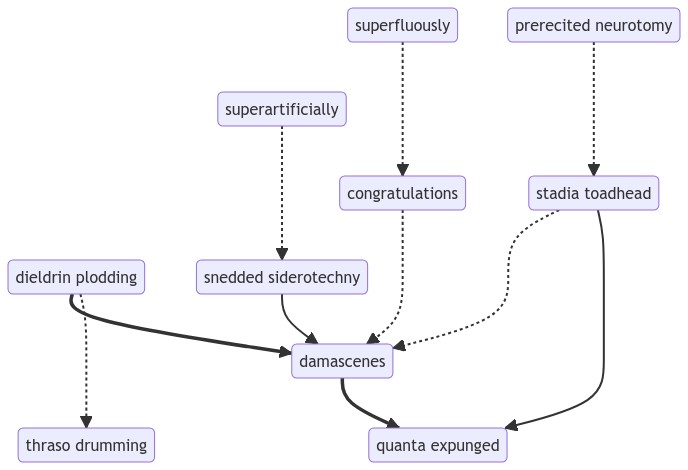 superfluously
prerecited neurotomy
superartificially
congratulations
stadia toadhead
dieldrin plodding
snedded siderotechny
damascenes
thraso drumming
quanta expunged